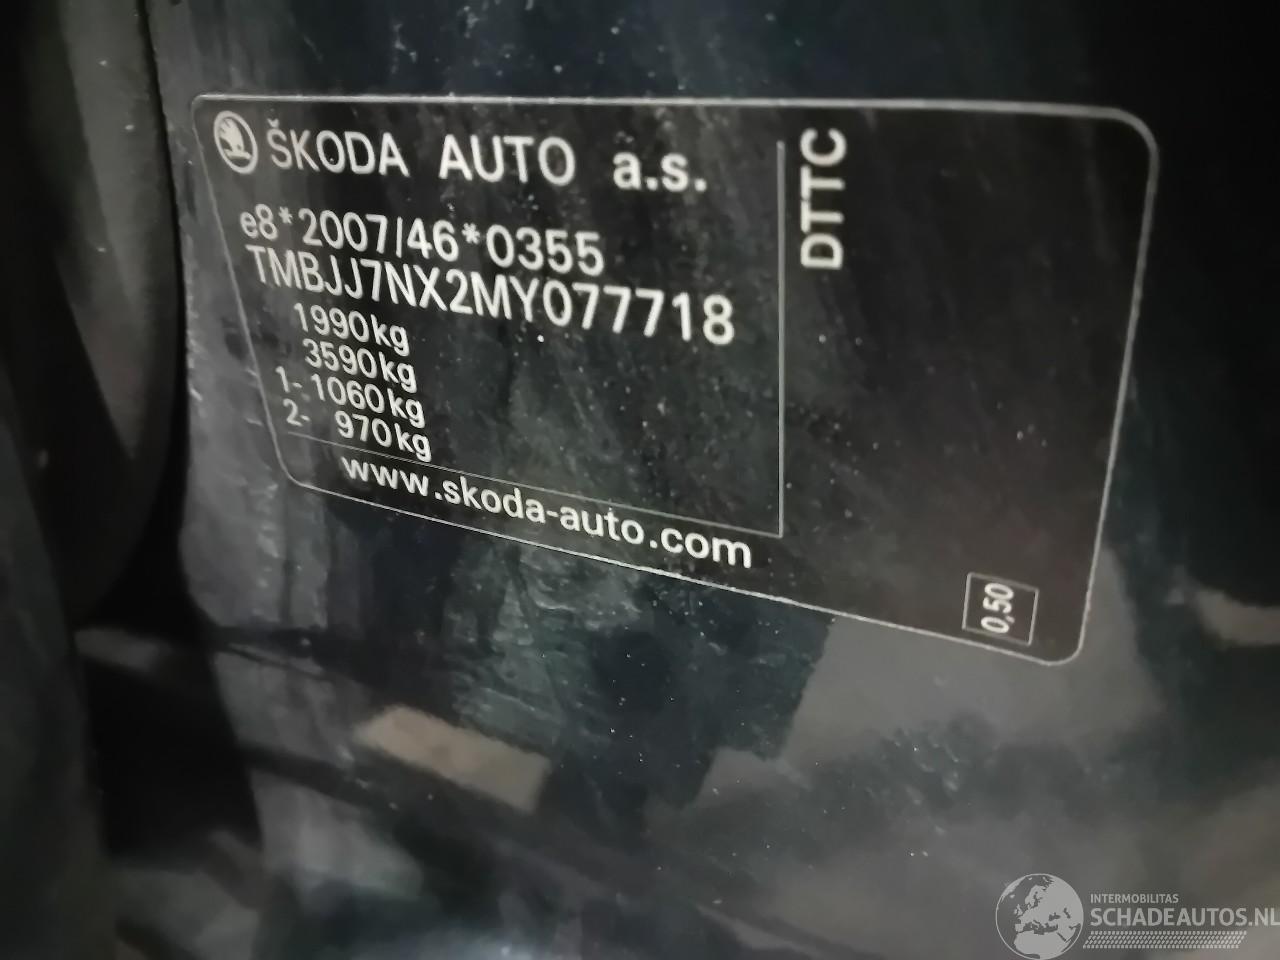 ŠKODA AUTO a.s.
e8*2007/46*0355
TMBJJ7NX2MY077718
1990kg
3590kg
1- 1060kg
2- 970kg
www.skoda-auto.com
DTTC
0,50
INTERMOBILITAS
SCHADEAUTOS.NL